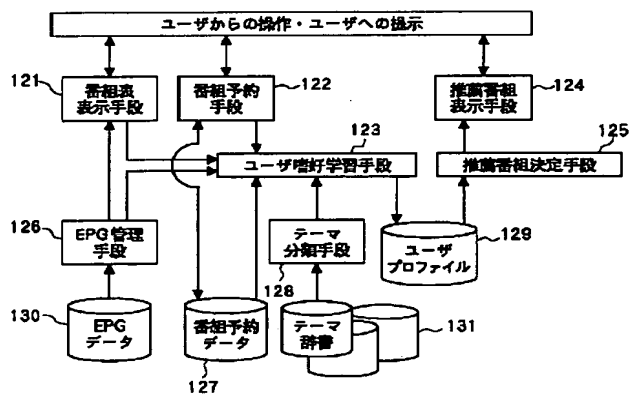 ユーザからの操作・ユーザへの提示
121
番組表
表示手段
122
番組予約
手段
124
推薦番組
表示手段
123
ユーザ嗜好学習手段
125
推薦番組決定手段
126
EPG管理
手段
テーマ
分類手段
128
ユーザ
プロファイル
129
130
EPG
データ
番組予約
データ
127
テーマ
辞書
131